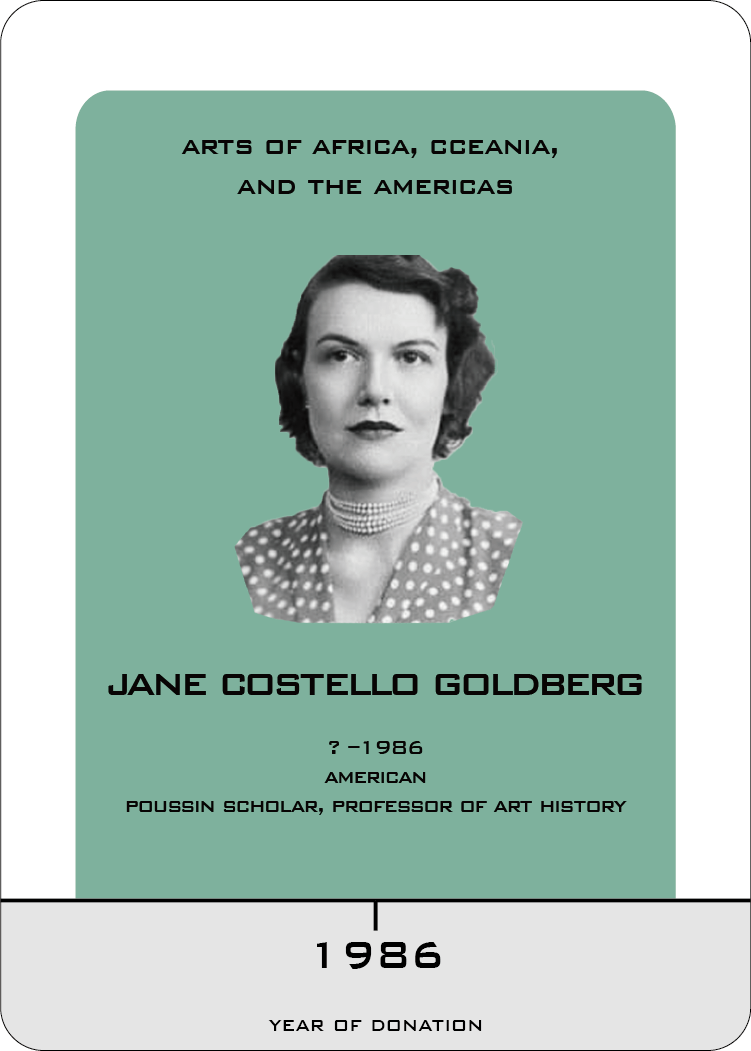 ARTS OF AFRICA, CCEANIA,
AND THE AMERICAS
JANE COSTELLO GOLDBERG
? –1986
AMERICAN
POUSSIN SCHOLAR, PROFESSOR OF ART HISTORY
1986
YEAR OF DONATION